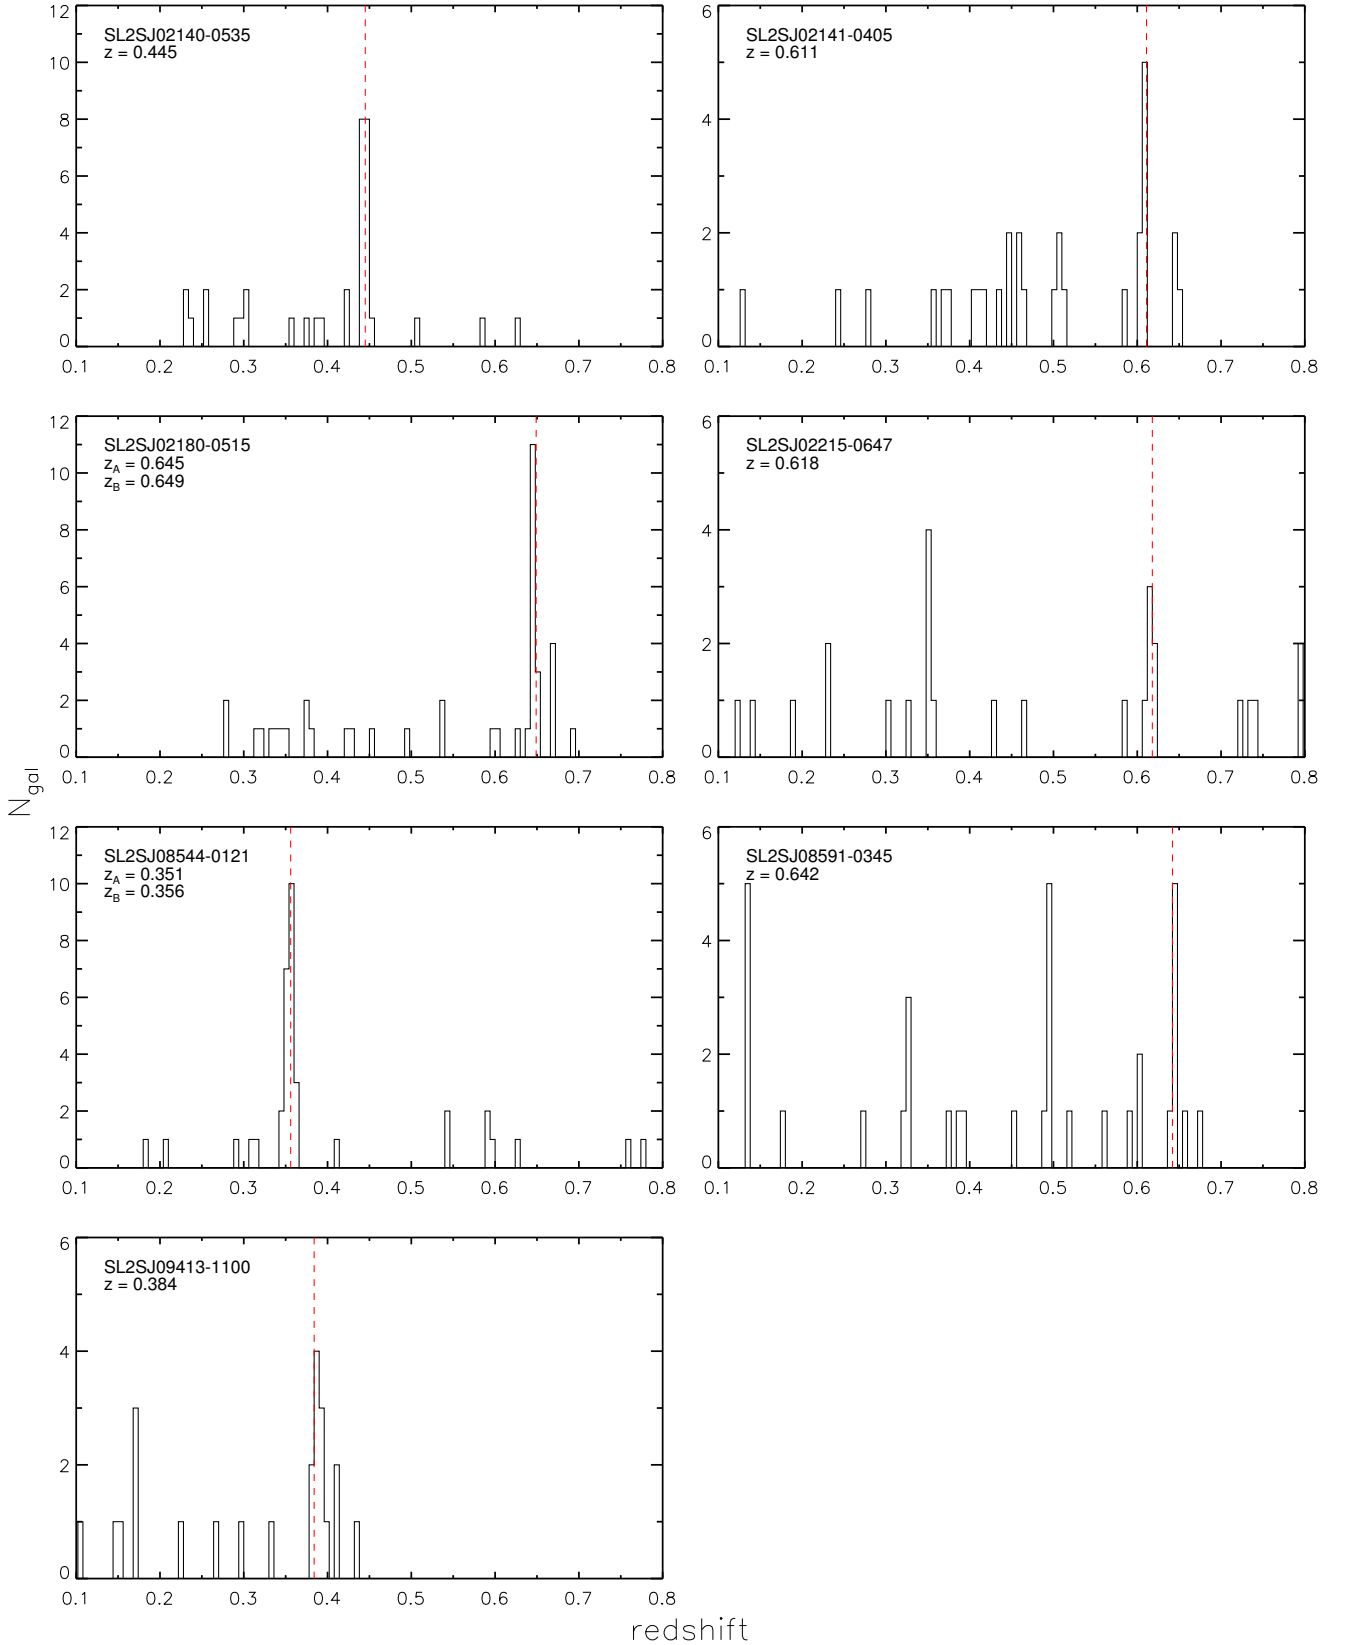 SL2SJ02140-0535
z = 0.445
12
10
8
6
4
2
0
0.1 0.2 0.3 0.4 0.5 0.6 0.7 0.8
SL2SJ02141-0405
z = 0.611
6
4
2
0
0.1 0.2 0.3 0.4 0.5 0.6 0.7 0.8
SL2SJ02180-0515
zA = 0.645
zB = 0.649
12
10
8
6
4
2
0
0.1 0.2 0.3 0.4 0.5 0.6 0.7 0.8
SL2SJ02215-0647
z = 0.618
6
4
2
0
0.1 0.2 0.3 0.4 0.5 0.6 0.7 0.8
Ngal
SL2SJ08544-0121
zA = 0.351
zB = 0.356
12
10
8
6
4
2
0
0.1 0.2 0.3 0.4 0.5 0.6 0.7 0.8
SL2SJ08591-0345
z = 0.642
6
4
2
0
0.1 0.2 0.3 0.4 0.5 0.6 0.7 0.8
SL2SJ09413-1100
z = 0.384
6
4
2
0
0.1 0.2 0.3 0.4 0.5 0.6 0.7 0.8
redshift